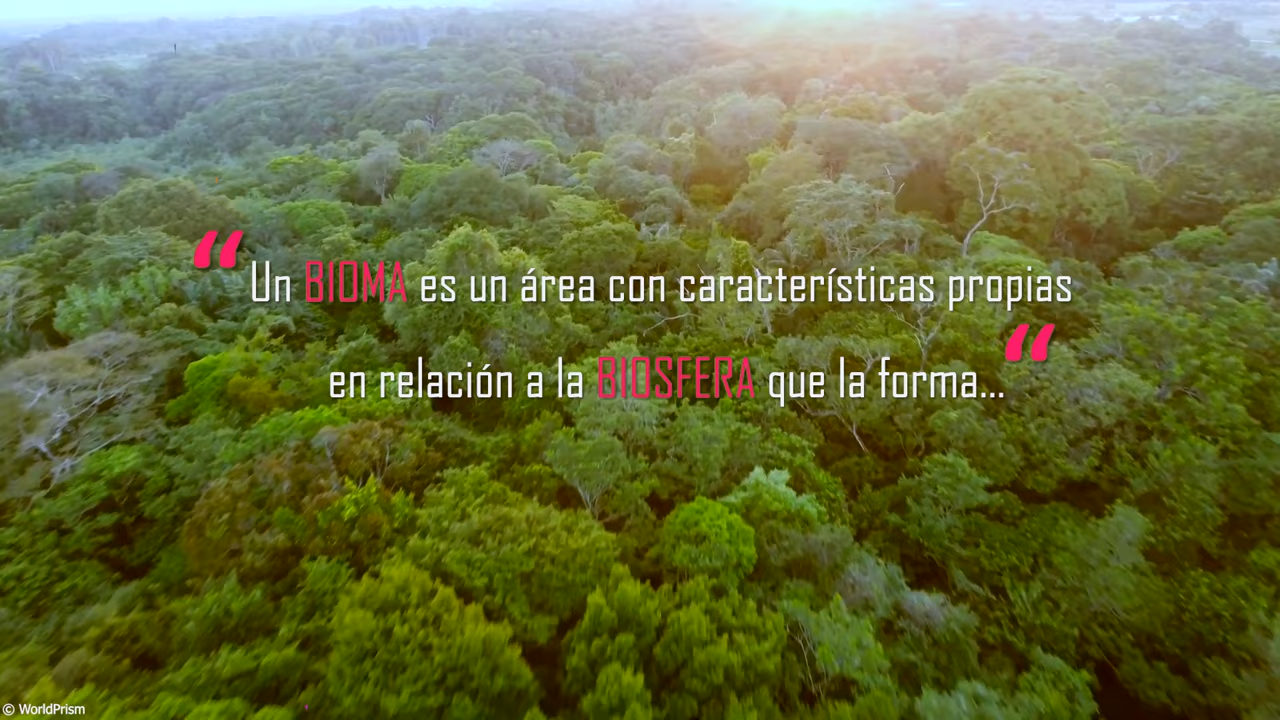 “Un BIOMA es un área con características propias
en relación a la BIOSFERA que la forma...“
© WorldPrism